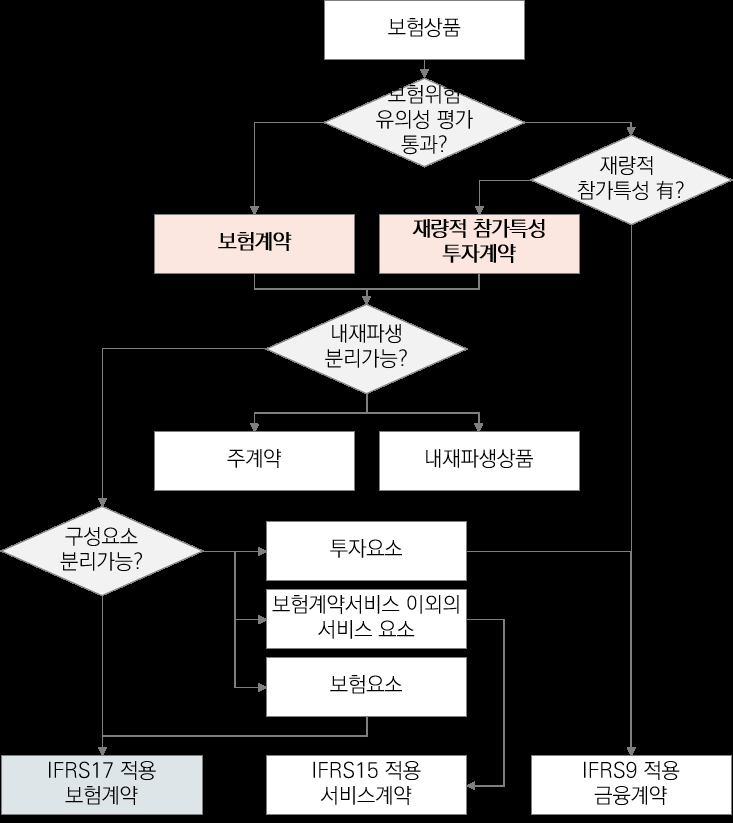 보험상품
보험위험
유의성 평가
통과?
재량적
참가특성 有?
보험계약
재량적 참가특성
투자계약
내재파생
분리가능?
주계약
내재파생상품
구성요소
분리가능?
투자요소
보험계약서비스 이외의
서비스 요소
보험요소
IFRS17 적용
보험계약
IFRS15 적용
서비스계약
IFRS9 적용
금융계약